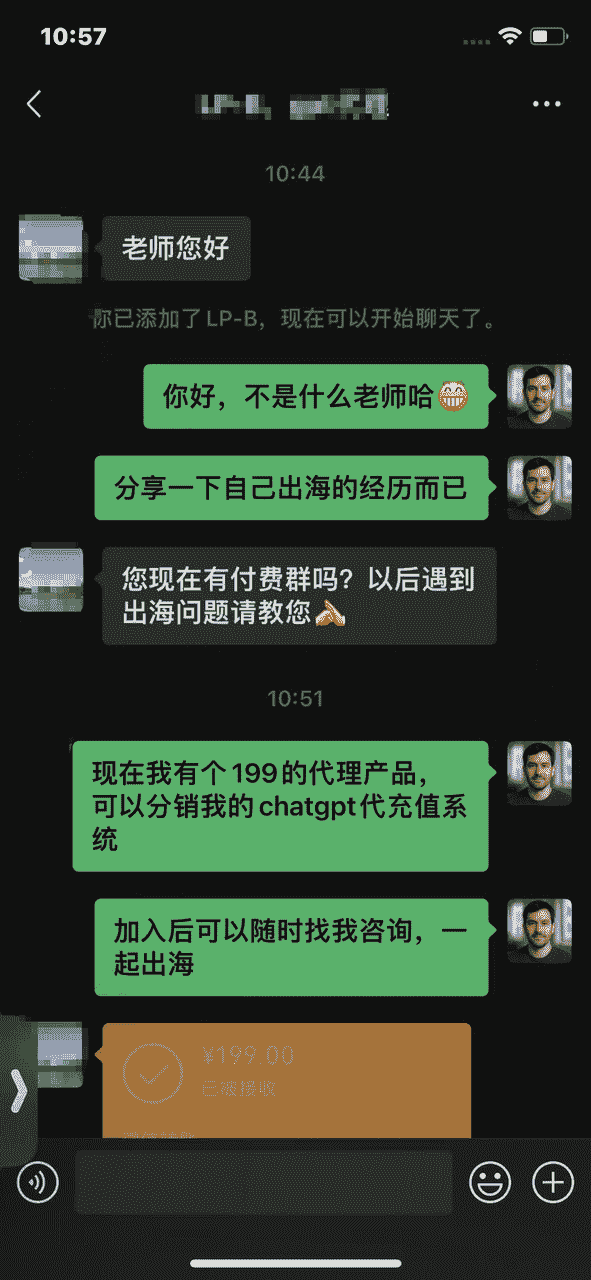 10:57
10:44
老师您好
你已添加了LP-B，现在可以开始聊天了。
你好，不是什么老师哈😁
分享一下自己出海的经历而已
您现在有付费群吗？以后遇到
出海问题请教您🙏
10:51
现在我有个199的代理产品，
可以分销我的chatgpt代充值系
统
加入后可以随时找我咨询，一
起出海
¥199.00
已被接收